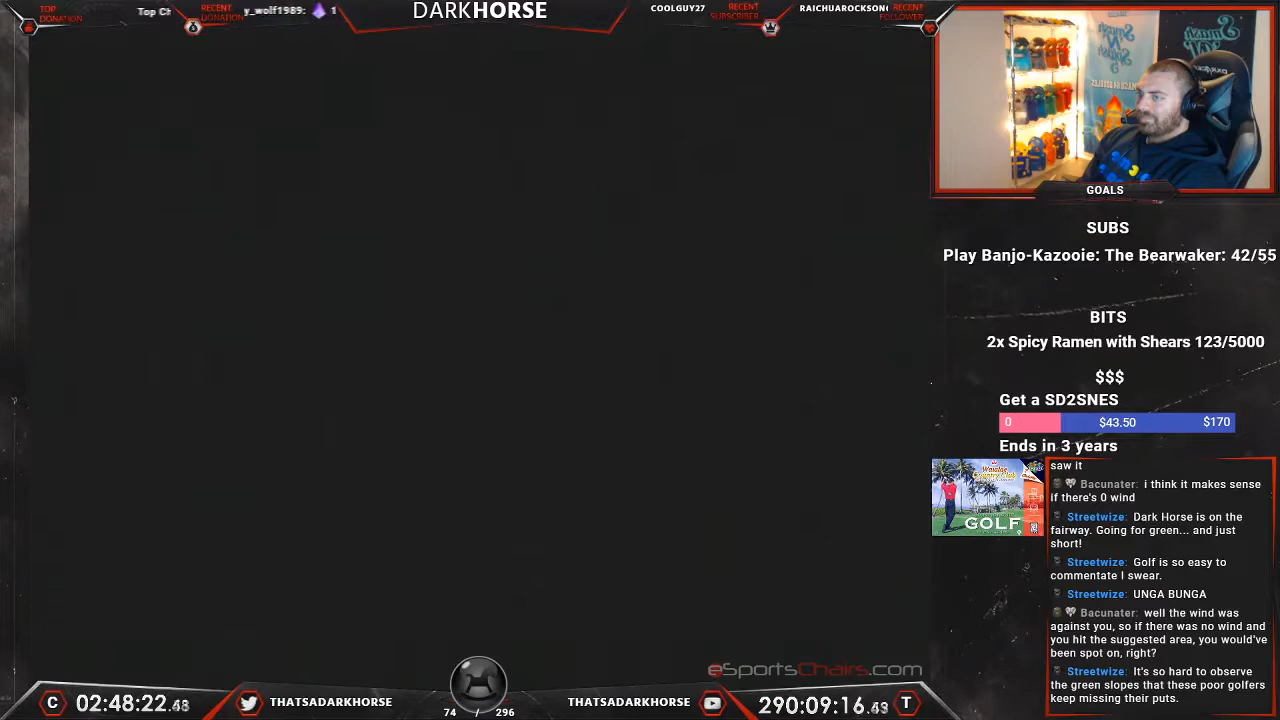 TOP
DONATION
Top Ch
RECENT
DONATION
y_wolf1989: 1
DARKHORSE
COOLGUY27
RECENT
SUBSCRIBER
RAICHUAROCKSON
RECENT
FOLLOWER
GOALS
SUBS
Play Banjo-Kazooie: The Bearwaker: 42/55
BITS
2x Spicy Ramen with Shears 123/5000
$$$
Get a SD2SNES
0 $43.50 $170
Ends in 3 years
Waialae
Country Club
GOLF
saw it
Bacunater: i think it makes sense
if there's 0 wind
Streetwize: Dark Horse is on the
fairway. Going for green... and just
short!
Streetwize: Golf is so easy to
commentate I swear.
Streetwize: UNGA BUNGA
Bacunater: well the wind was
against you, so if there was no wind and
you hit the suggested area, you would've
been spot on, right?
Streetwize: It's so hard to observe
the green slopes that these poor golfers
keep missing their puts.
eSportsChairs.com
C 02:48:22.48
THATSADARKHORSE
74 / 296
THATSADARKHORSE
290:09:16.43 T